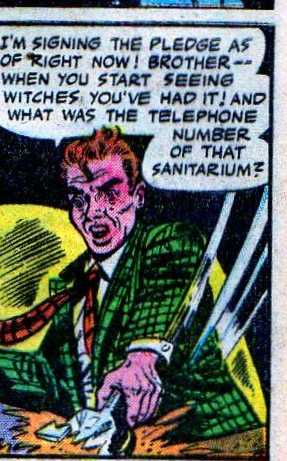 I'M SIGNING THE PLEDGE AS
OF RIGHT NOW! BROTHER--
WHEN YOU START SEEING
WITCHES, YOU'VE HAD IT! AND
WHAT WAS THE TELEPHONE
NUMBER
OF THAT
SANITARIUM?